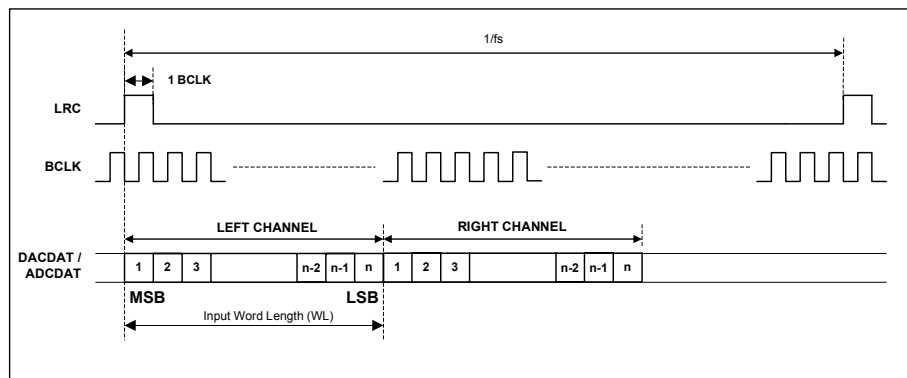 1/fs
1 BCLK
LRC
BCLK
LEFT CHANNEL RIGHT CHANNEL
DACDAT /
ADCDAT
1 2 3 n-2 n-1 n 1 2 3 n-2 n-1 n
MSB LSB
Input Word Length (WL)